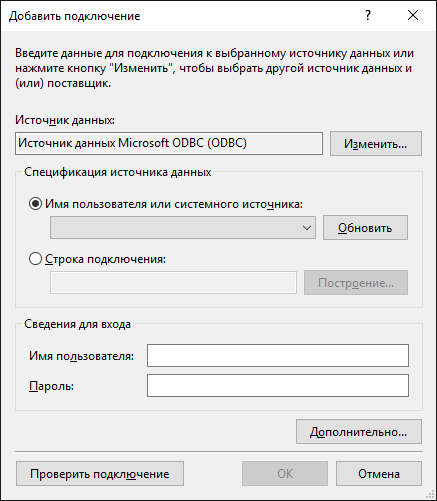 Добавить подключение
Введите данные для подключения к выбранному источнику данных или
нажмите кнопку "Изменить", чтобы выбрать другой источник данных и
(или) поставщик.
Источник данных:
Источник данных Microsoft ODBC (ODBC)
Изменить...
Спецификация источника данных
Имя пользователя или системного источника:
Обновить
Строка подключения:
Построение...
Сведения для входа
Имя пользователя:
Пароль:
Дополнительно...
Проверить подключение
ОК
Отмена